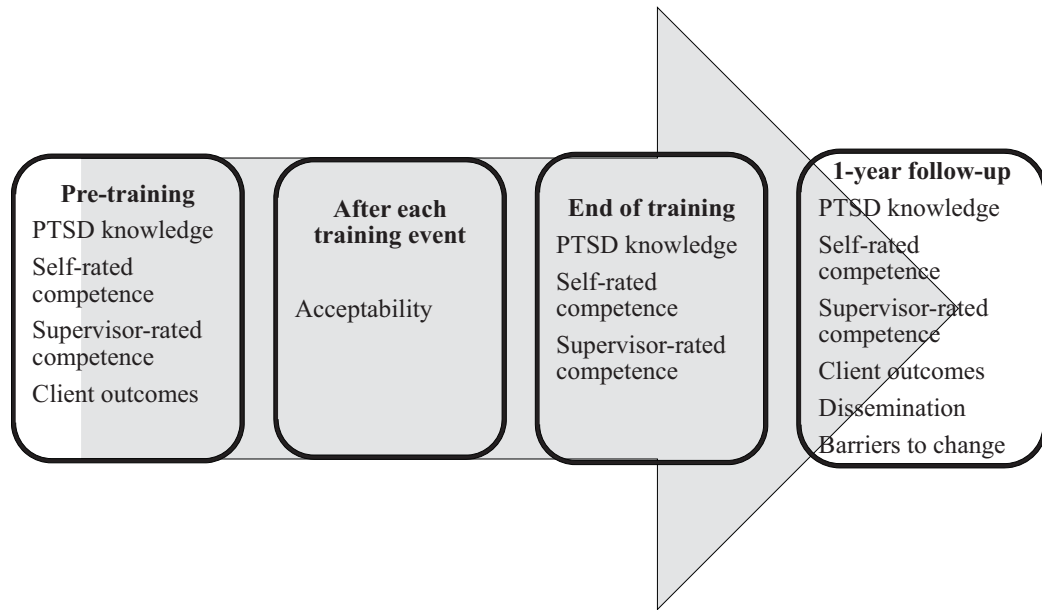 Pre-training
PTSD knowledge
Self-rated
competence
Supervisor-rated
competence
Client outcomes
After each
training event
Acceptability
End of training
PTSD knowledge
Self-rated
competence
Supervisor-rated
competence
1-year follow-up
PTSD knowledge
Self-rated
competence
Supervisor-rated
competence
Client outcomes
Dissemination
Barriers to change